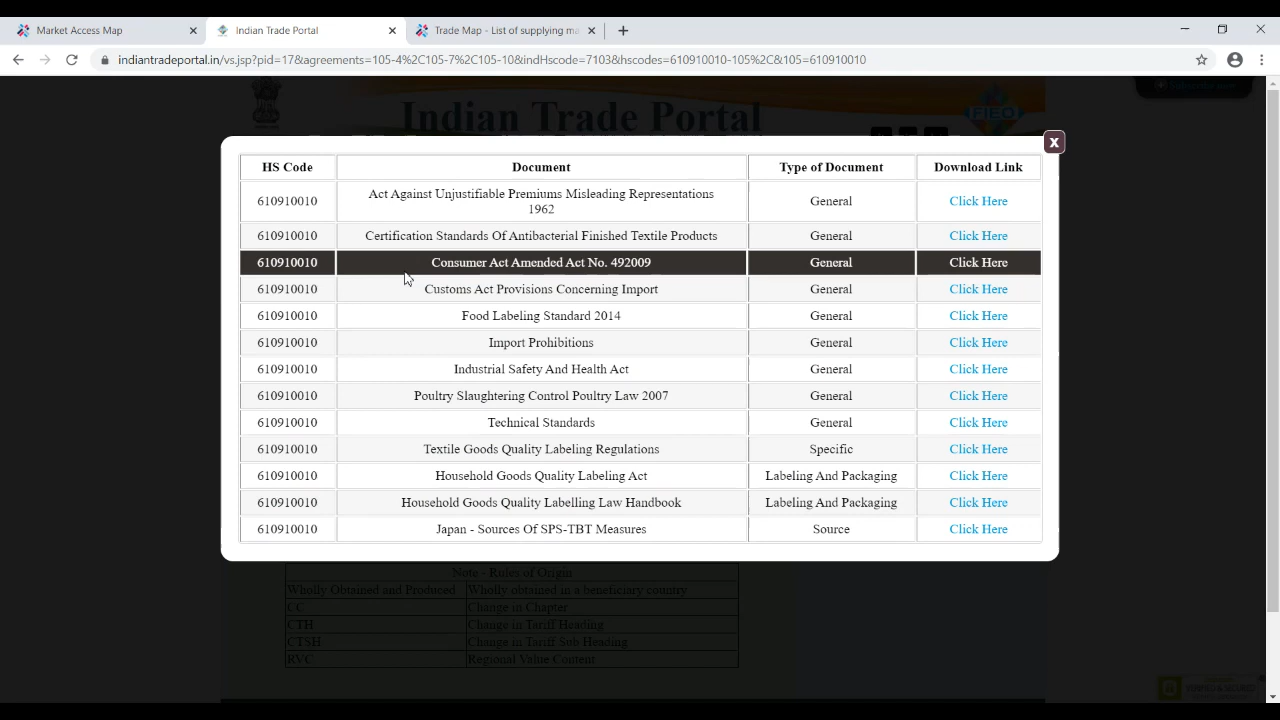 Market Access Map
Indian Trade Portal
Trade Map - List of supplying ma
indiantradeportal.in/vs.jsp?pid=17&agreements=105-4%2C105-7%2C105-10&indHscode=7103&hscodes=610910010-105%2C&105=610910010
Indian Trade Portal
FIEO
X
HS Code Document Type of Document Download Link
610910010 Act Against Unjustifiable Premiums Misleading Representations 1962 General Click Here
610910010 Certification Standards Of Antibacterial Finished Textile Products General Click Here
610910010 Consumer Act Amended Act No. 492009 General Click Here
610910010 Customs Act Provisions Concerning Import General Click Here
610910010 Food Labeling Standard 2014 General Click Here
610910010 Import Prohibitions General Click Here
610910010 Industrial Safety And Health Act General Click Here
610910010 Poultry Slaughtering Control Poultry Law 2007 General Click Here
610910010 Technical Standards General Click Here
610910010 Textile Goods Quality Labeling Regulations Specific Click Here
610910010 Household Goods Quality Labeling Act Labeling And Packaging Click Here
610910010 Household Goods Quality Labelling Law Handbook Labeling And Packaging Click Here
610910010 Japan - Sources Of SPS-TBT Measures Source Click Here
Note - Rules of Origin
Wholly Obtained and Produced Wholly obtained in a beneficiary country
CC Change in Chapter
CTH Change in Tariff Heading
CTSH Change in Tariff Sub Heading
RVC Regional Value Content